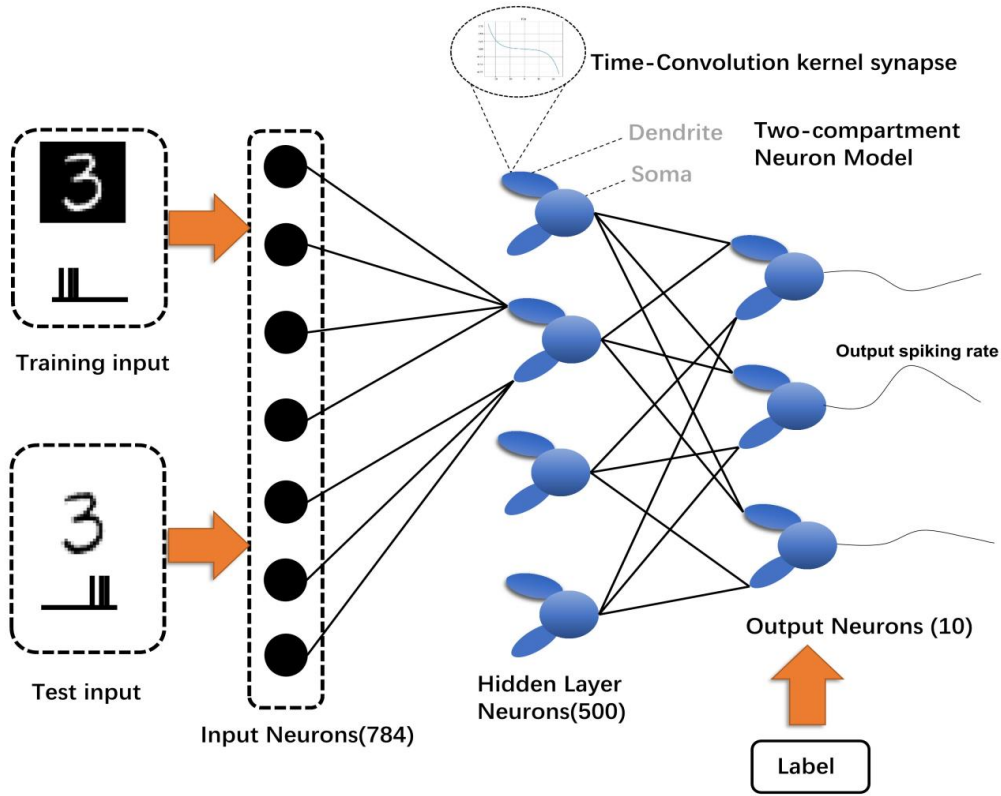 Time-Convolution kernel synapse
Dendrite
Two-compartment
Neuron Model
Soma
3
Training input
Output spiking rate
3
Test input
Input Neurons(784)
Hidden Layer
Neurons(500)
Output Neurons (10)
Label